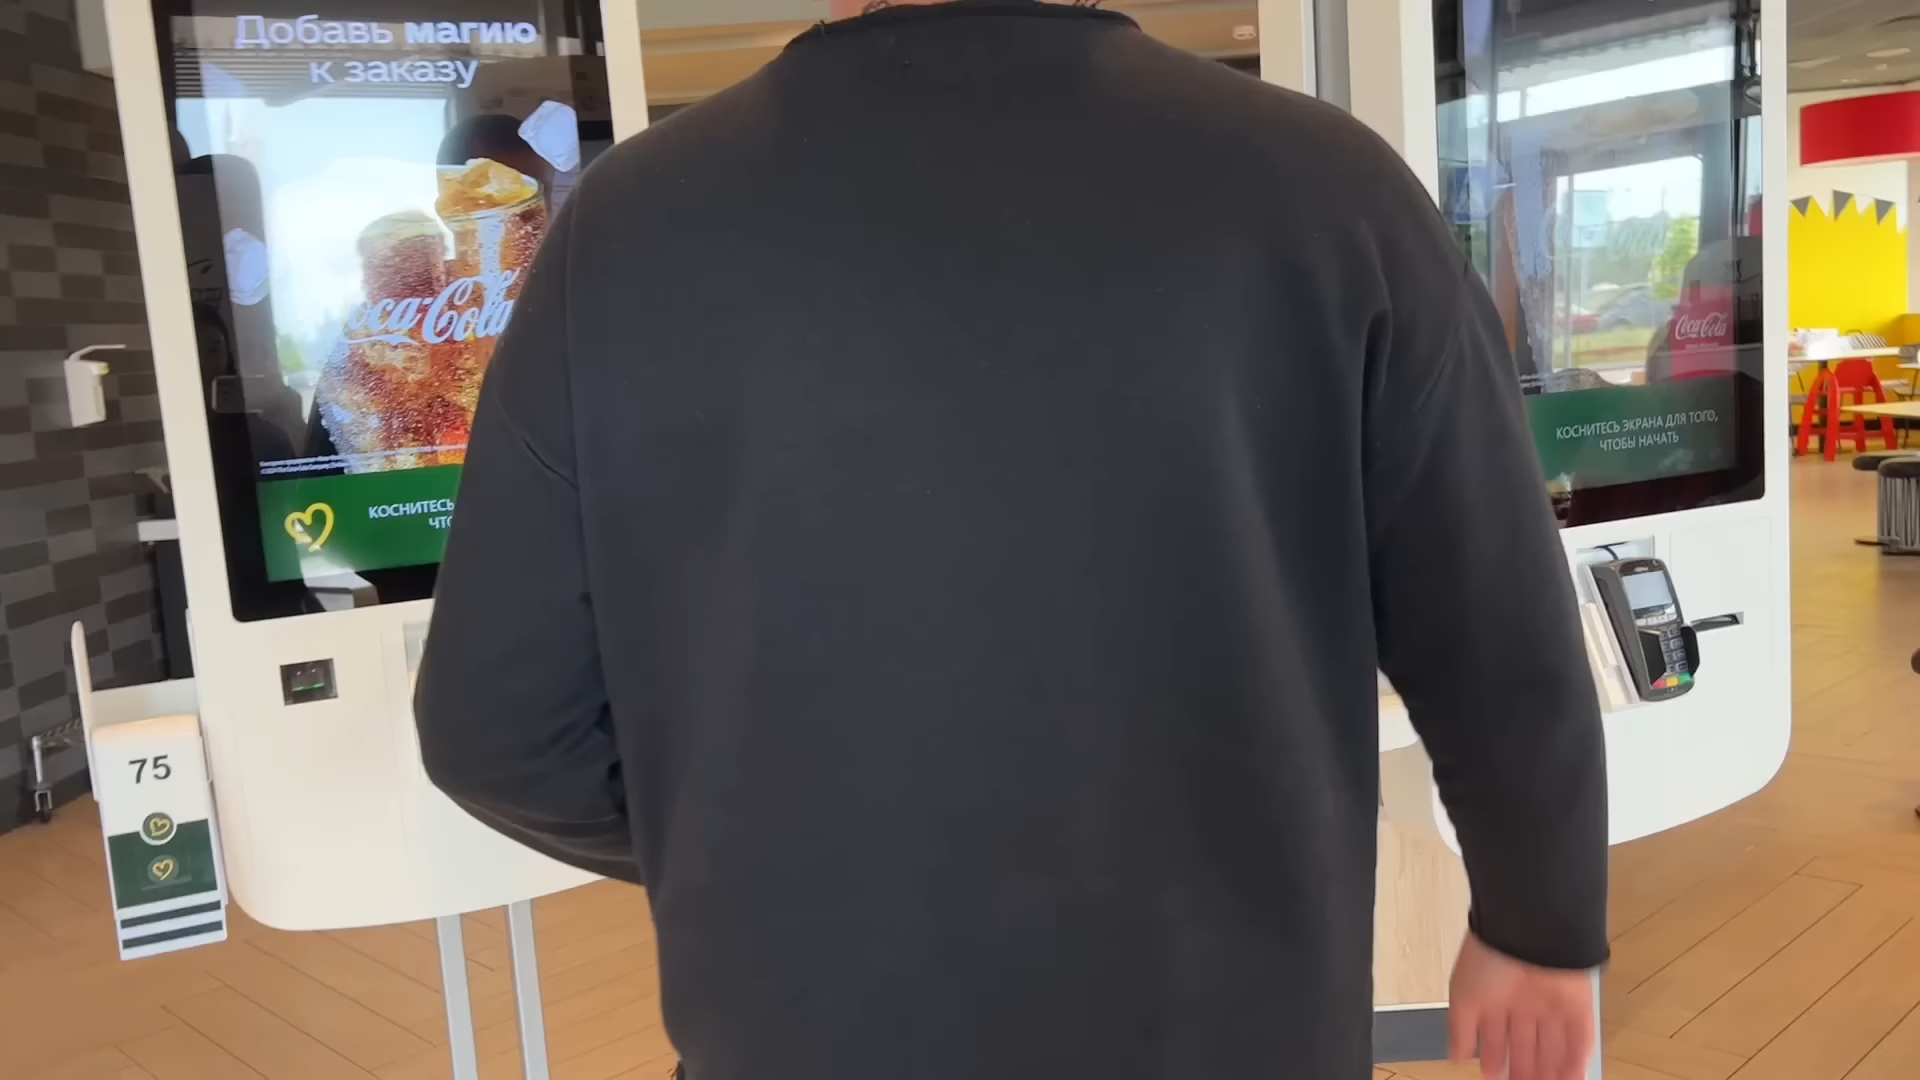 Добавь магию
к заказу
Coca-Cola
КОСНИТЕСЬ
75
Coca-Cola
КОСНИТЕСЬ ЭКРАНА ДЛЯ ТОГО,
ЧТОБЫ НАЧАТЬ